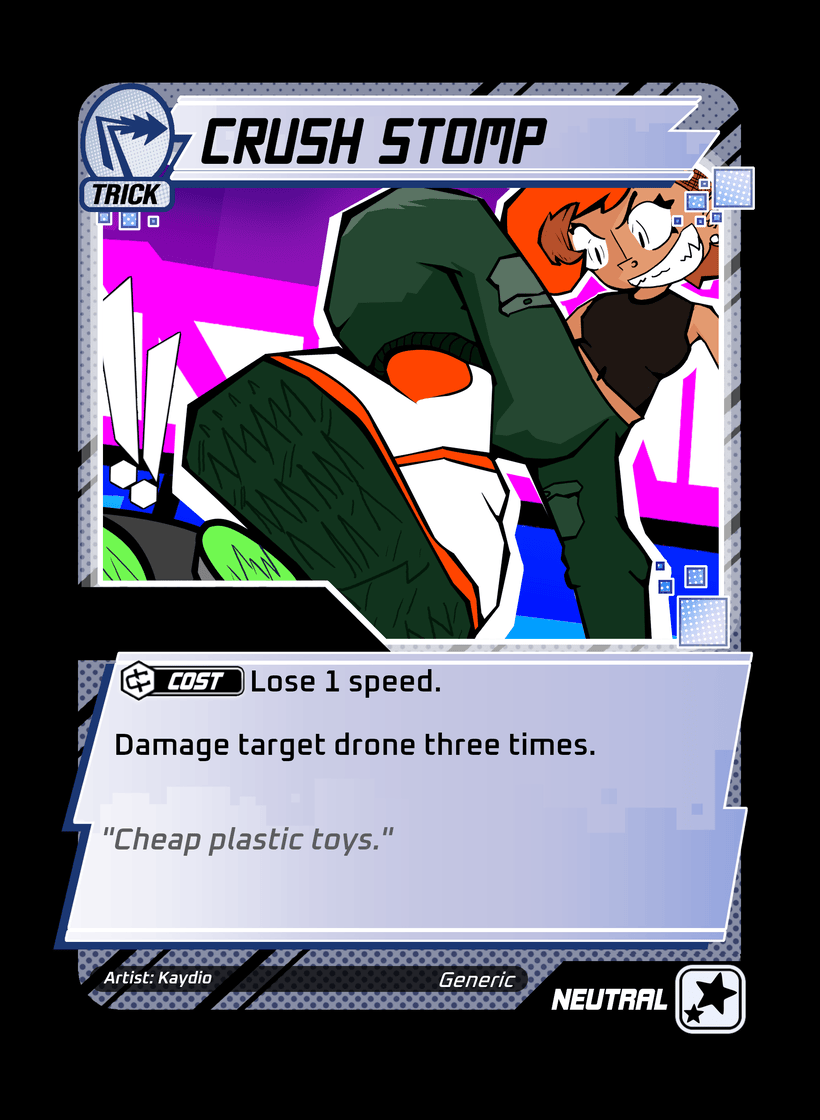 CRUSH STOMP
TRICK
COST Lose 1 speed.
Damage target drone three times.
"Cheap plastic toys."
Artist: Kaydio
Generic
NEUTRAL